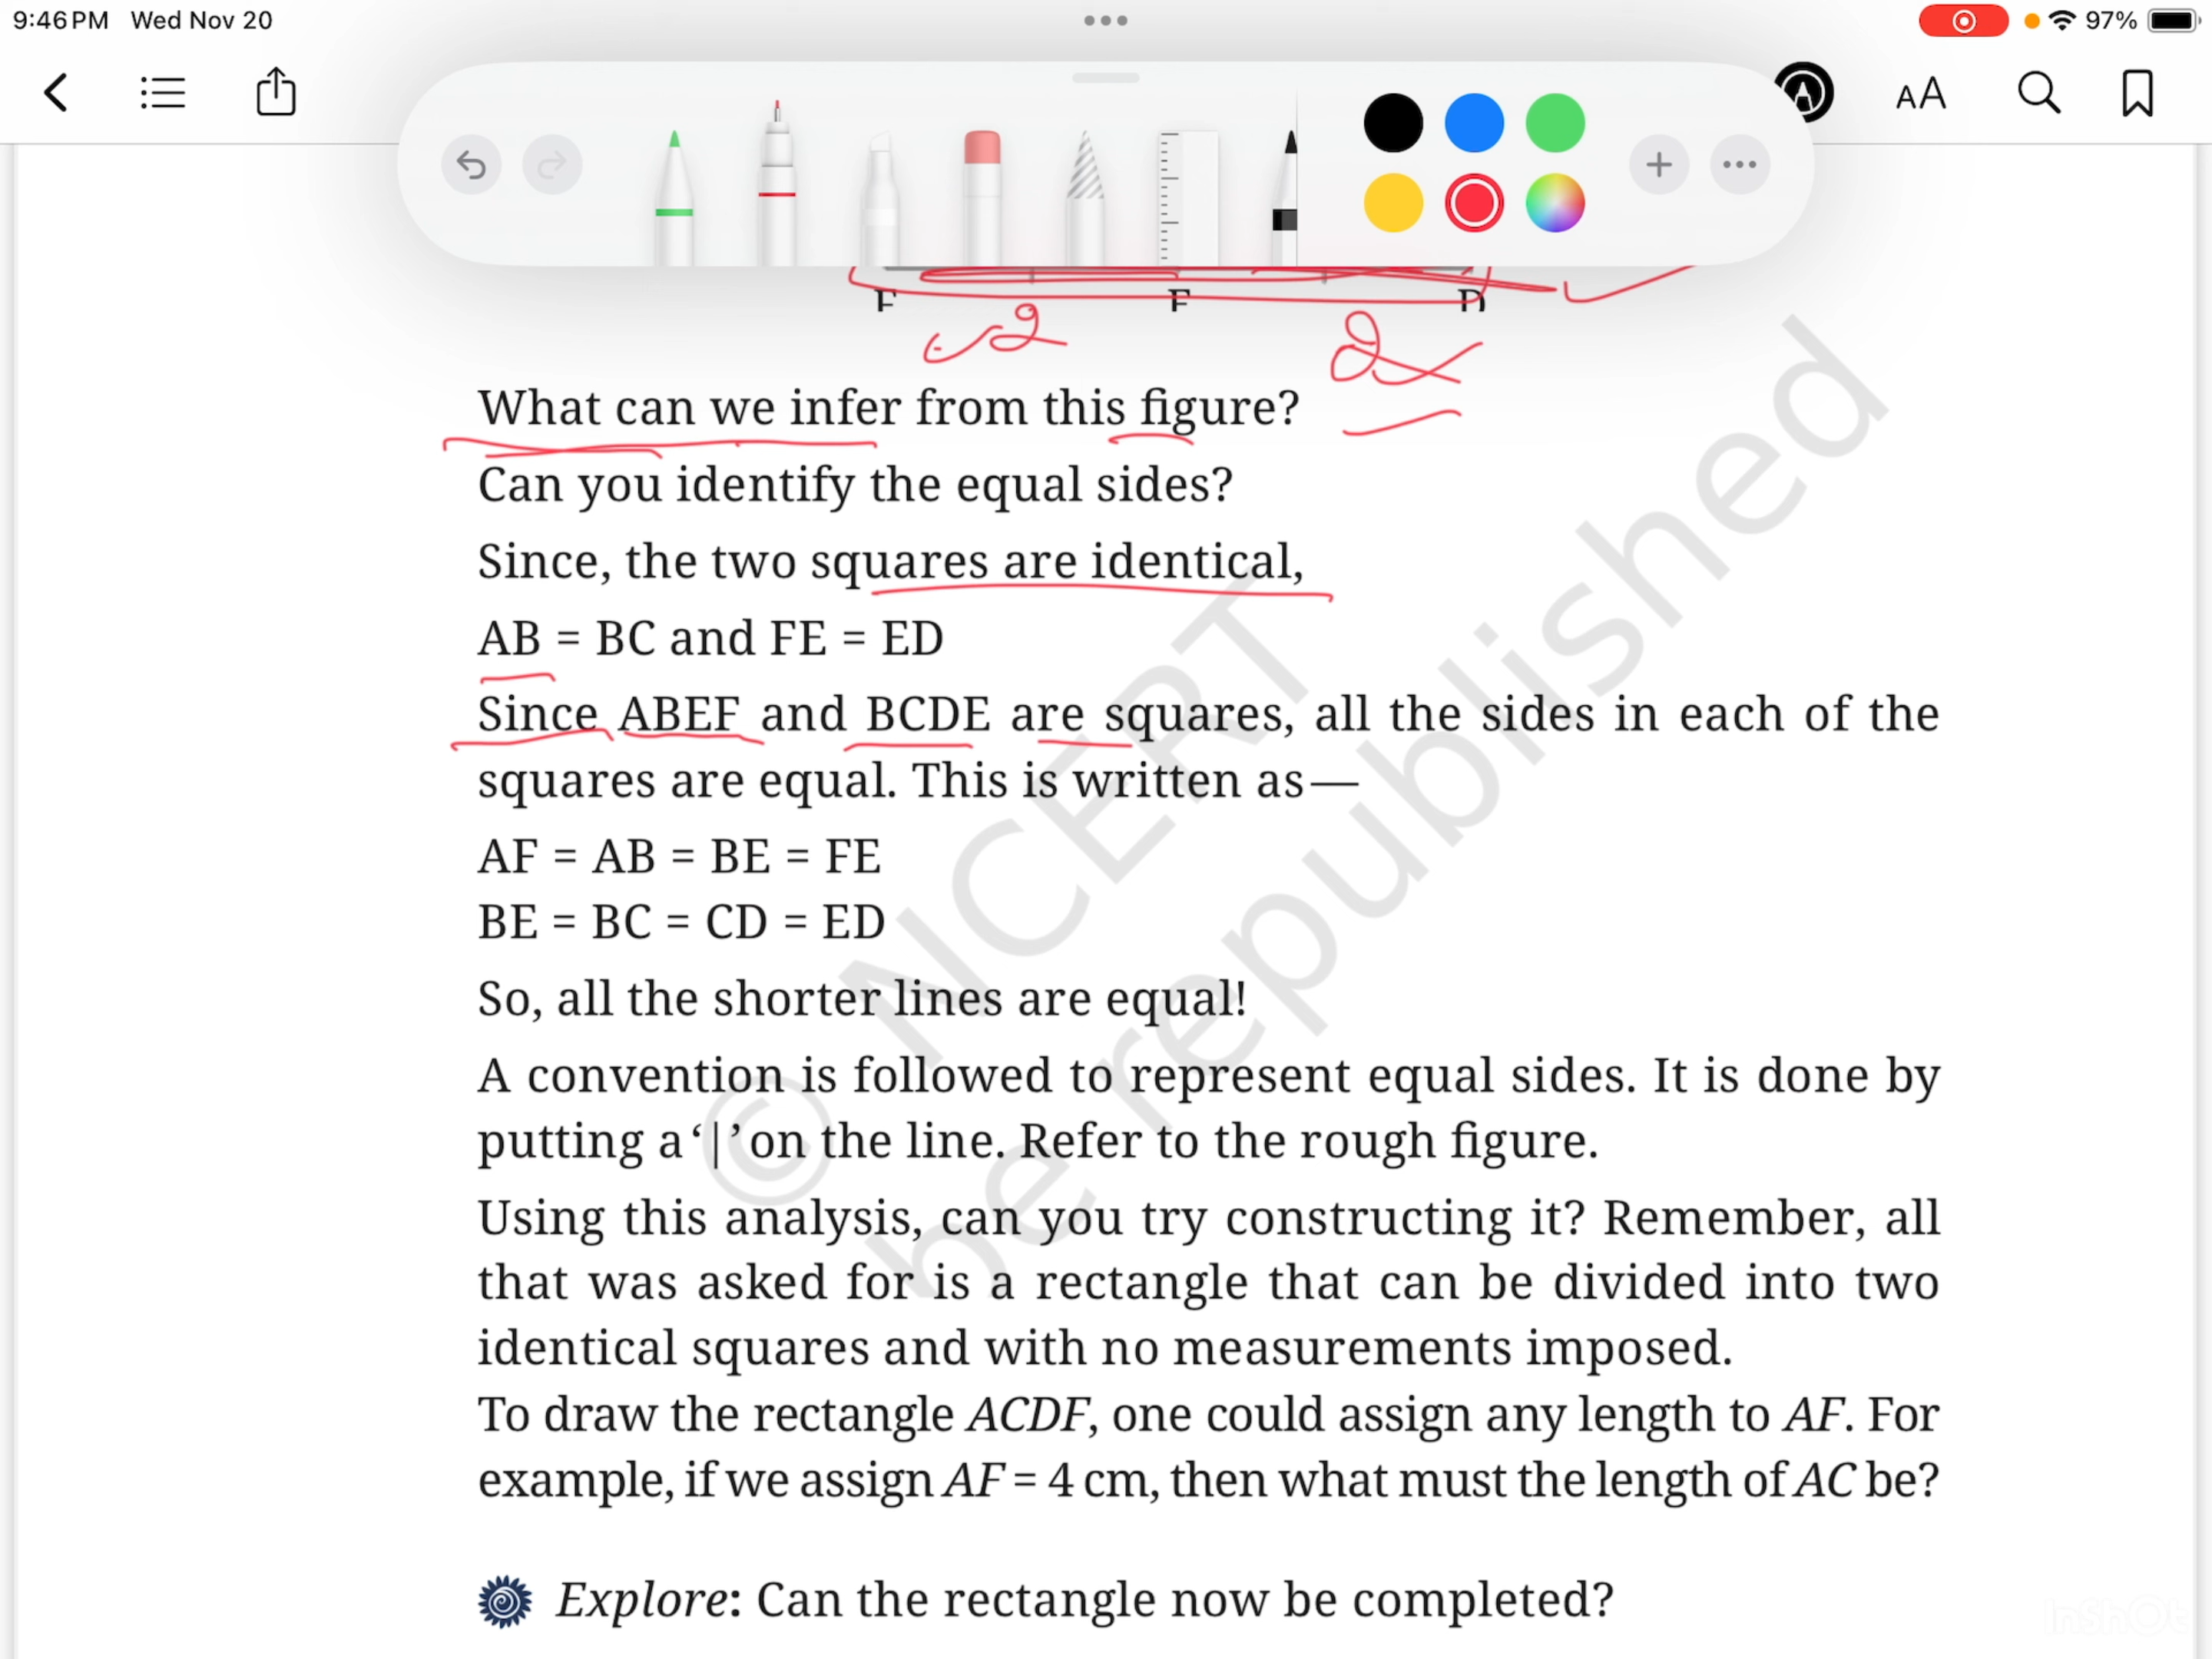 9:46 PM Wed Nov 20
97%
AA
F E D
2 2
What can we infer from this figure?
Can you identify the equal sides?
Since, the two squares are identical,
AB = BC and FE = ED
Since ABEF and BCDE are squares, all the sides in each of the
squares are equal. This is written as—
AF = AB = BE = FE
BE = BC = CD = ED
So, all the shorter lines are equal!
A convention is followed to represent equal sides. It is done by
putting a ‘|’ on the line. Refer to the rough figure.
Using this analysis, can you try constructing it? Remember, all
that was asked for is a rectangle that can be divided into two
identical squares and with no measurements imposed.
To draw the rectangle ACDF, one could assign any length to AF. For
example, if we assign AF = 4 cm, then what must the length of AC be?
Explore: Can the rectangle now be completed?
© NCERT
be republished
InShOt